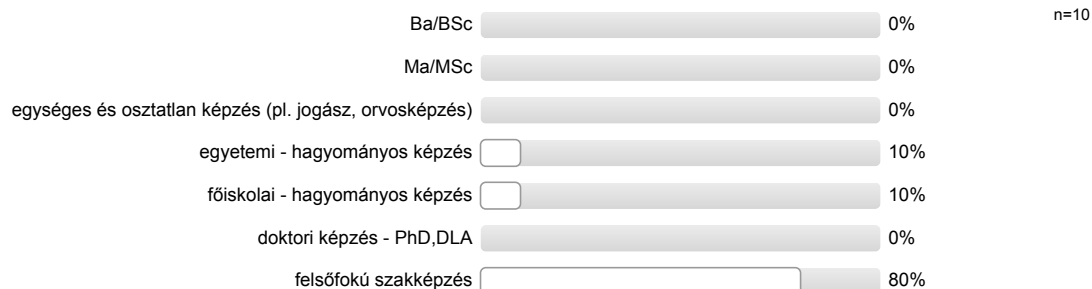 Ba/BSc 0% n=10
Ma/MSc 0%
egységes és osztatlan képzés (pl. jogász, orvosképzés) 0%
egyetemi - hagyományos képzés 10%
főiskolai - hagyományos képzés 10%
doktori képzés - PhD,DLA 0%
felsőfokú szakképzés 80%